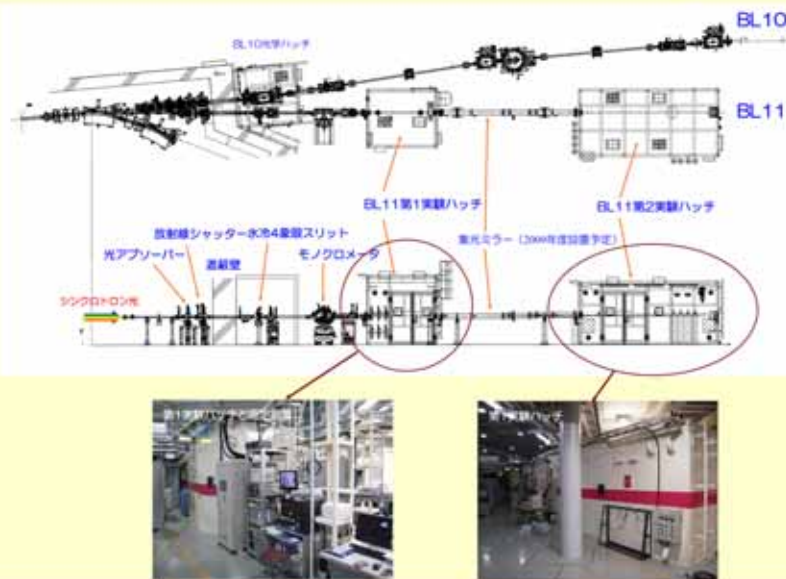 BL10
BL10光学ハッチ
BL11
BL11第1実験ハッチ
BL11第2実験ハッチ
集光ミラー（2009年度設置予定）
放射線シャッター水冷4象限スリット
光アブソーバー
遮蔽壁
モノクロメータ
シンクロトロン光
第1実験ハッチ
実験ハッチ